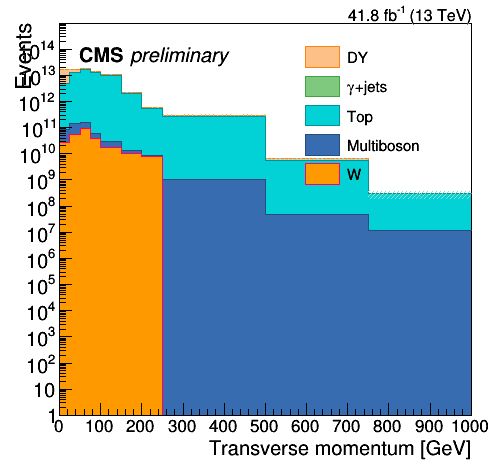 41.8 fb⁻¹ (13 TeV)
Events
CMS preliminary
DY
γ+jets
Top
Multiboson
W
10¹⁴
10¹³
10¹²
10¹¹
10¹⁰
10⁹
10⁸
10⁷
10⁶
10⁵
10⁴
10³
10²
10
1
0 100 200 300 400 500 600 700 800 900 1000
Transverse momentum [GeV]